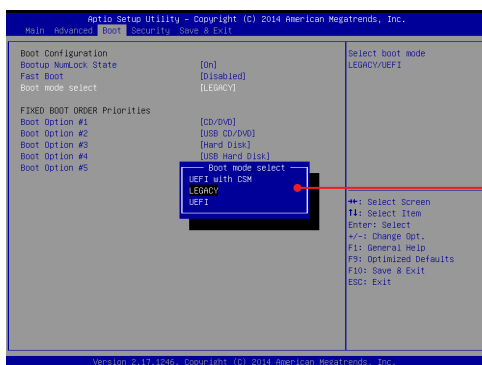 Aptio Setup Utility – Copyright (C) 2014 American Megatrends, Inc.
Main Advanced Boot Security Save & Exit
Boot Configuration
Bootup NumLock State [On]
Fast Boot [Disabled]
Boot mode select [LEGACY]
FIXED BOOT ORDER Priorities
Boot Option #1 [CD/DVD]
Boot Option #2 [USB CD/DVD]
Boot Option #3 [Hard Disk]
Boot Option #4 [USB Hard Disk]
Boot Option #5
Boot mode select
UEFI with CSM
LEGACY
UEFI
Select boot mode
LEGACY/UEFI
→←: Select Screen
↑↓: Select Item
Enter: Select
+/-: Change Opt.
F1: General Help
F9: Optimized Defaults
F10: Save & Exit
ESC: Exit
Version 2.17.1246. Copyright (C) 2014 American Megatrends, Inc.